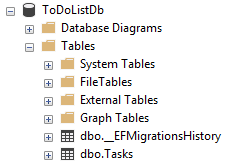 ToDoListDb
Database Diagrams
Tables
System Tables
FileTables
External Tables
Graph Tables
dbo.__EFMigrationsHistory
dbo.Tasks